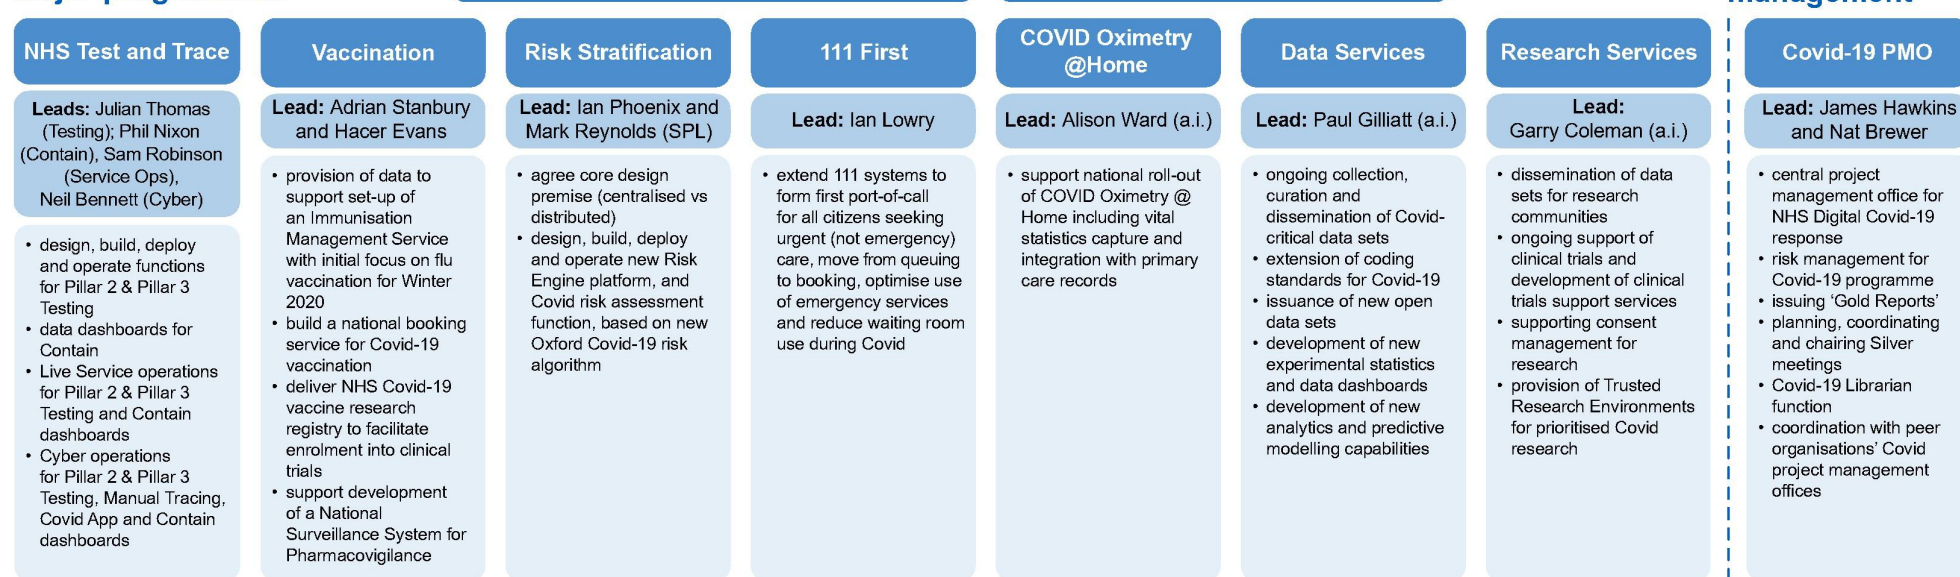 NHS Test and Trace
Leads: Julian Thomas
(Testing); Phil Nixon
(Contain), Sam Robinson
(Service Ops),
Neil Bennett (Cyber)
• design, build, deploy
and operate functions
for Pillar 2 & Pillar 3
Testing
• data dashboards for
Contain
• Live Service operations
for Pillar 2 & Pillar 3
Testing and Contain
dashboards
• Cyber operations
for Pillar 2 & Pillar 3
Testing, Manual Tracing,
Covid App and Contain
dashboards
Vaccination
Lead: Adrian Stanbury
and Hacer Evans
• provision of data to
support set-up of
an Immunisation
Management Service
with initial focus on flu
vaccination for Winter
2020
• build a national booking
service for Covid-19
vaccination
• deliver NHS Covid-19
vaccine research
registry to facilitate
enrolment into clinical
trials
• support development
of a National
Surveillance System for
Pharmacovigilance
Risk Stratification
Lead: Ian Phoenix and
Mark Reynolds (SPL)
• agree core design
premise (centralised vs
distributed)
• design, build, deploy
and operate new Risk
Engine platform, and
Covid risk assessment
function, based on new
Oxford Covid-19 risk
algorithm
111 First
Lead: Ian Lowry
• extend 111 systems to
form first port-of-call
for all citizens seeking
urgent (not emergency)
care, move from queuing
to booking, optimise use
of emergency services
and reduce waiting room
use during Covid
COVID Oximetry
@Home
Lead: Alison Ward (a.i.)
• support national roll-out
of COVID Oximetry @
Home including vital
statistics capture and
integration with primary
care records
Data Services
Lead: Paul Gilliatt (a.i.)
• ongoing collection,
curation and
dissemination of Covid-
critical data sets
• extension of coding
standards for Covid-19
• issuance of new open
data sets
• development of new
experimental statistics
and data dashboards
• development of new
analytics and predictive
modelling capabilities
Research Services
Lead:
Garry Coleman (a.i.)
• dissemination of data
sets for research
communities
• ongoing support of
clinical trials and
development of clinical
trials support services
• supporting consent
management for
research
• provision of Trusted
Research Environments
for prioritised Covid
research
management
Covid-19 PMO
Lead: James Hawkins
and Nat Brewer
• central project
management office for
NHS Digital Covid-19
response
• risk management for
Covid-19 programme
• issuing ‘Gold Reports’
• planning, coordinating
and chairing Silver
meetings
• Covid-19 Librarian
function
• coordination with peer
organisations’ Covid
project management
offices